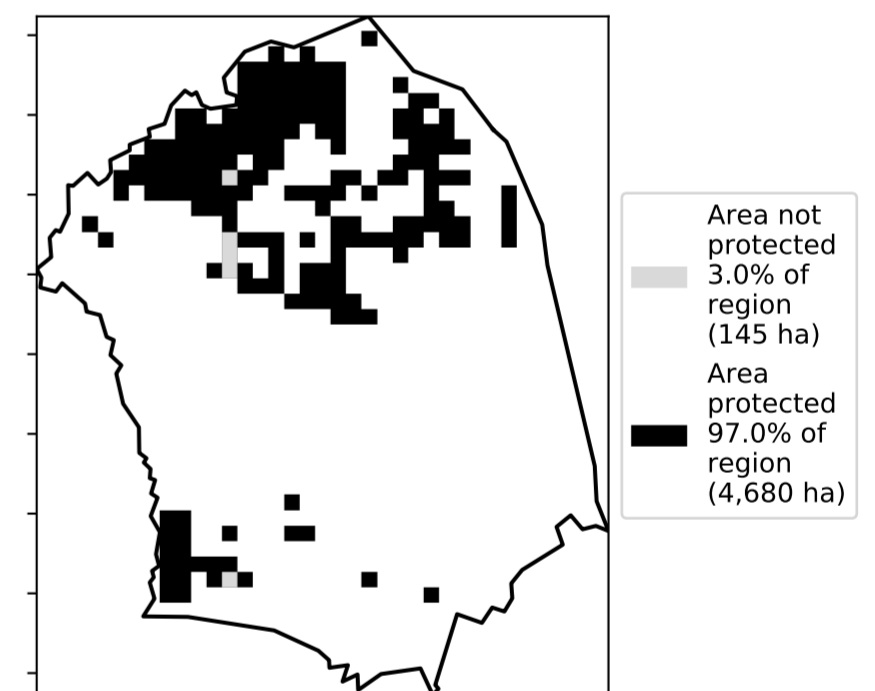 Area not
protected
3.0% of
region
(145 ha)
Area
protected
97.0% of
region
(4,680 ha)